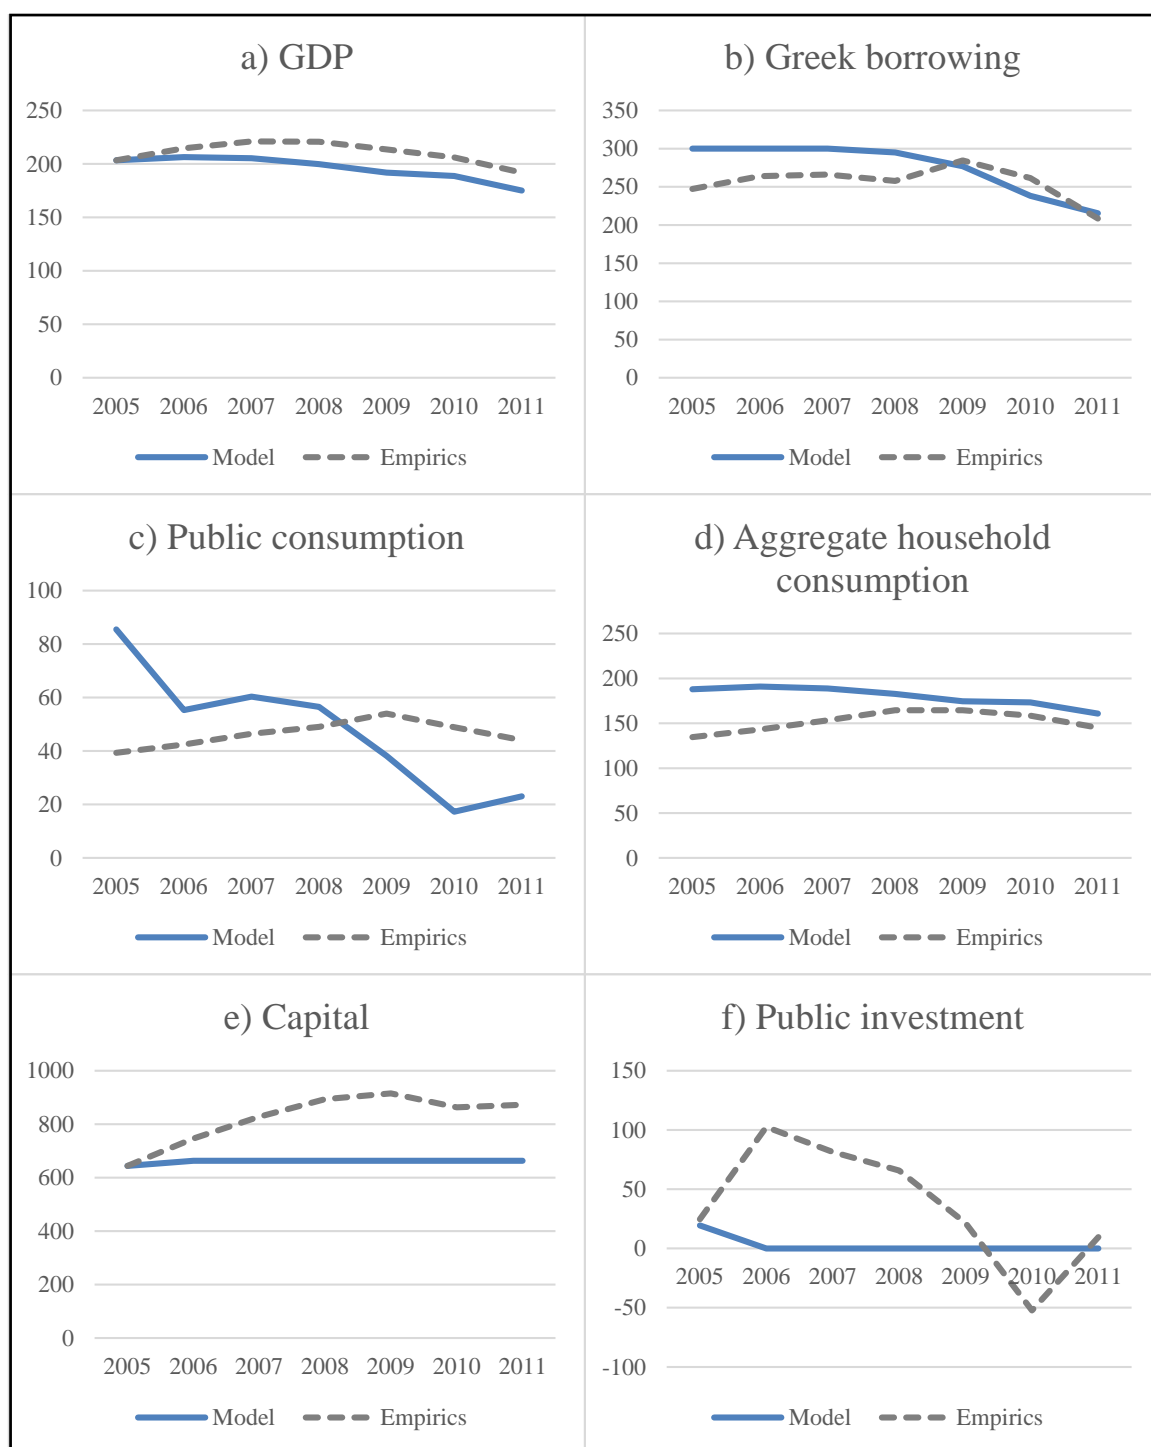 a) GDP
250
200
150
100
50
0
2005 2006 2007 2008 2009 2010 2011
Model Empirics
b) Greek borrowing
350
300
250
200
150
100
50
0
2005 2006 2007 2008 2009 2010 2011
Model Empirics
c) Public consumption
100
80
60
40
20
0
2005 2006 2007 2008 2009 2010 2011
Model Empirics
d) Aggregate household
consumption
250
200
150
100
50
0
2005 2006 2007 2008 2009 2010 2011
Model Empirics
e) Capital
1000
800
600
400
200
0
2005 2006 2007 2008 2009 2010 2011
Model Empirics
f) Public investment
150
100
50
0
2005 2006 2007 2008 2009 2010 2011
-50
-100
Model Empirics